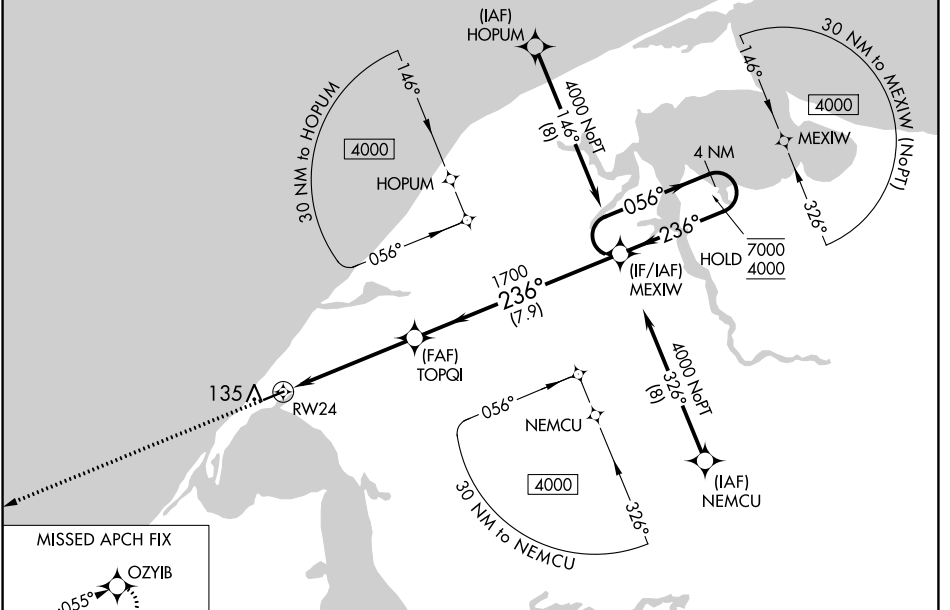 (IAF)
HOPUM
30 NM to MEXIW (NoPT)
146°
4000
MEXIW
326°
30 NM to HOPUM
146°
4000
HOPUM
056°
4000 NoPT
146°
(8)
4 NM
056°
236°
HOLD
7000
4000
(IF/IAF)
MEXIW
1700
236°
(7.9)
(FAF)
TOPQI
135
RW24
4000 NoPT
326°
(8)
(IAF)
NEMCU
056°
NEMCU
4000
326°
30 NM to NEMCU
MISSED APCH FIX
OZYIB
055°